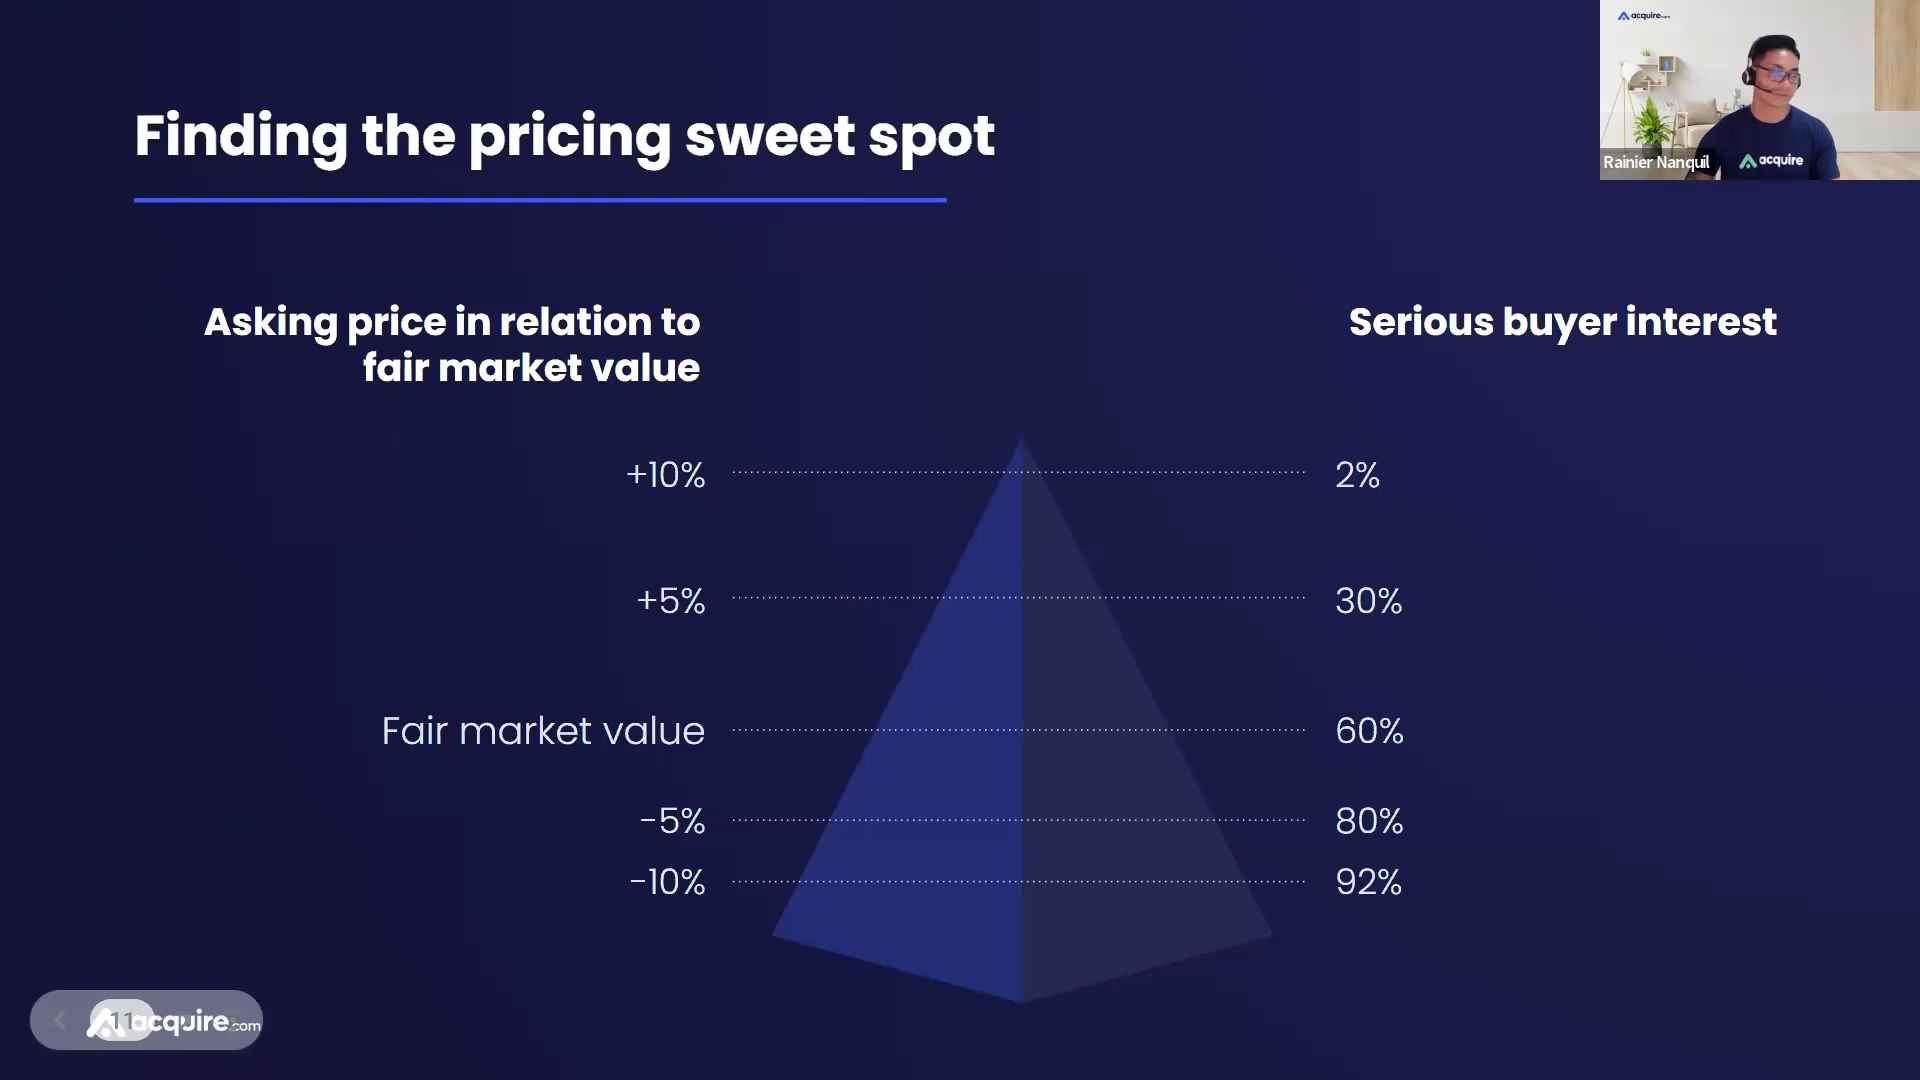 acquire.com
Finding the pricing sweet spot
acquire
Rainier Nanquil
Asking price in relation to
fair market value
Serious buyer interest
+10% 2%
+5% 30%
Fair market value 60%
-5% 80%
-10% 92%
11
acquire.com